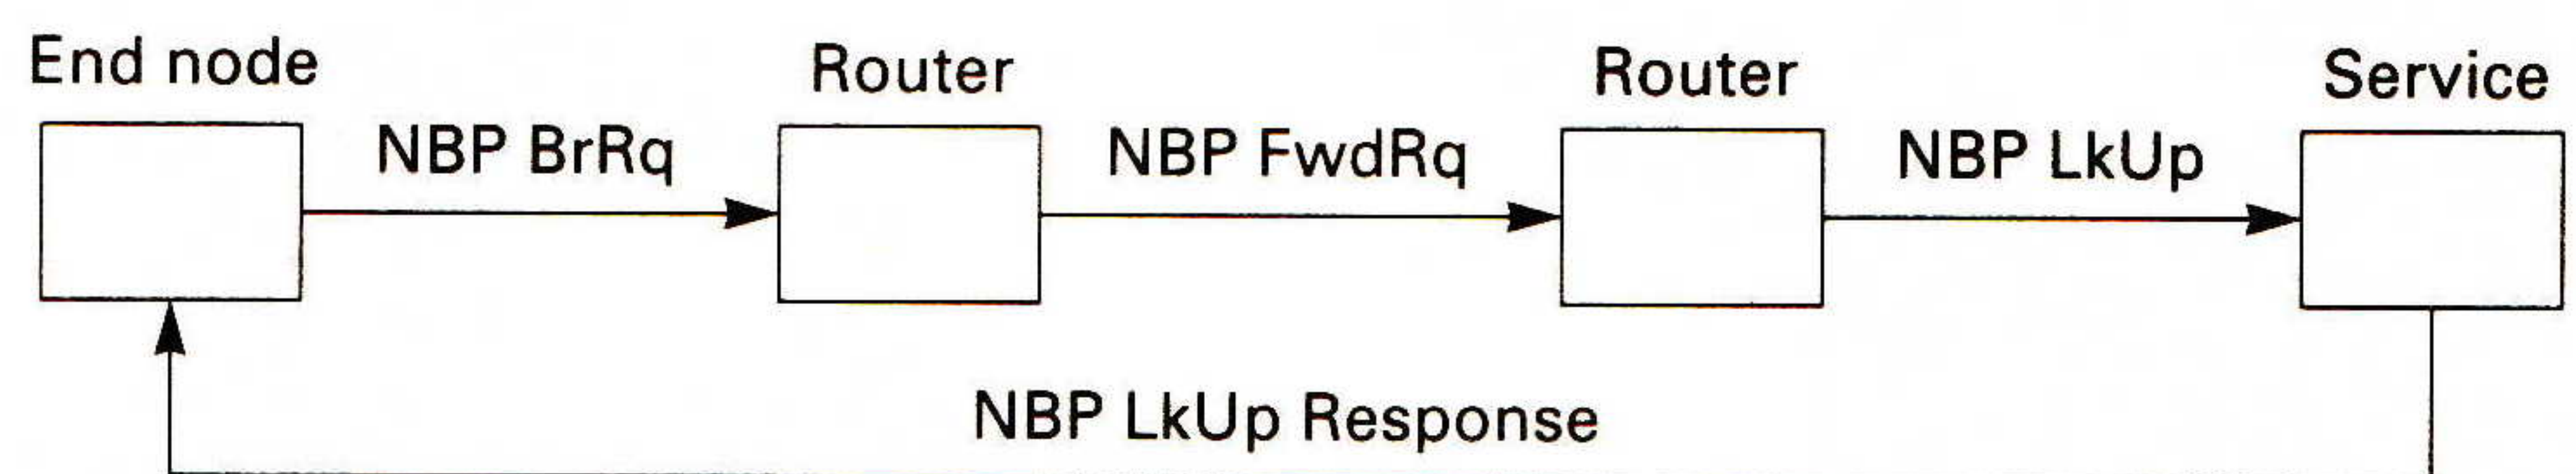 End node
Router
Router
Service
NBP BrRq
NBP FwdRq
NBP LkUp
NBP LkUp Response